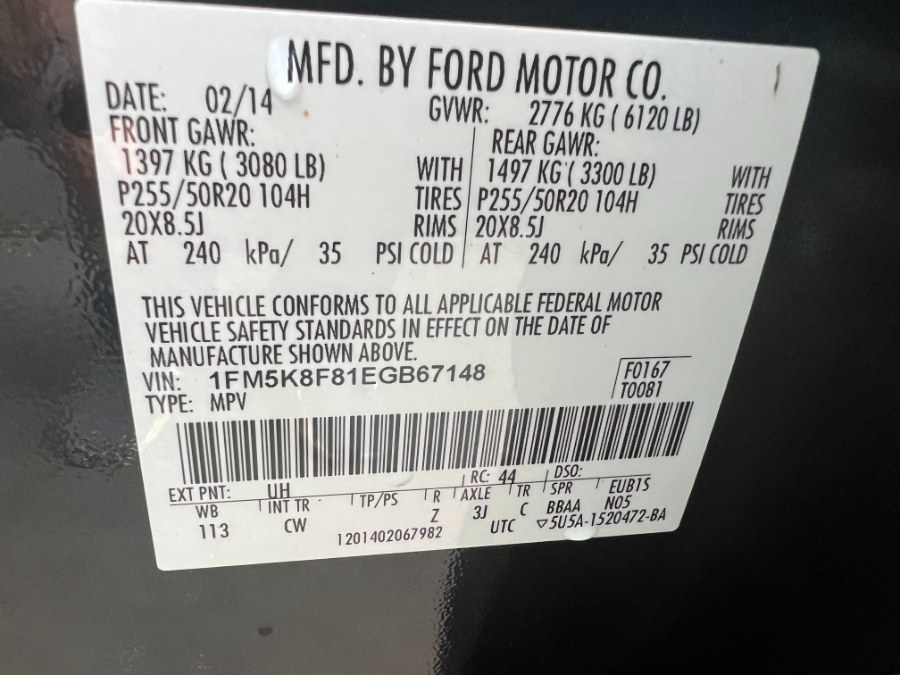 MFD. BY FORD MOTOR CO.
DATE: 02/14 GVWR: 2776 KG ( 6120 LB)
FRONT GAWR: REAR GAWR:
1397 KG ( 3080 LB) WITH 1497 KG ( 3300 LB) WITH
P255/50R20 104H TIRES P255/50R20 104H TIRES
20X8.5J RIMS 20X8.5J RIMS
AT 240 kPa/ 35 PSI COLD AT 240 kPa/ 35 PSI COLD
THIS VEHICLE CONFORMS TO ALL APPLICABLE FEDERAL MOTOR
VEHICLE SAFETY STANDARDS IN EFFECT ON THE DATE OF
MANUFACTURE SHOWN ABOVE.
VIN: 1FM5K8F81EGB67148 F0167
TYPE: MPV T0081
EXT PNT: UH RC: 44 DSO:
WB INT TR TP/PS R AXLE TR SPR EUBTS
113 CW Z 3J C BBAA N05
1201402067982 UTC ▽5U5A-1520472-BA